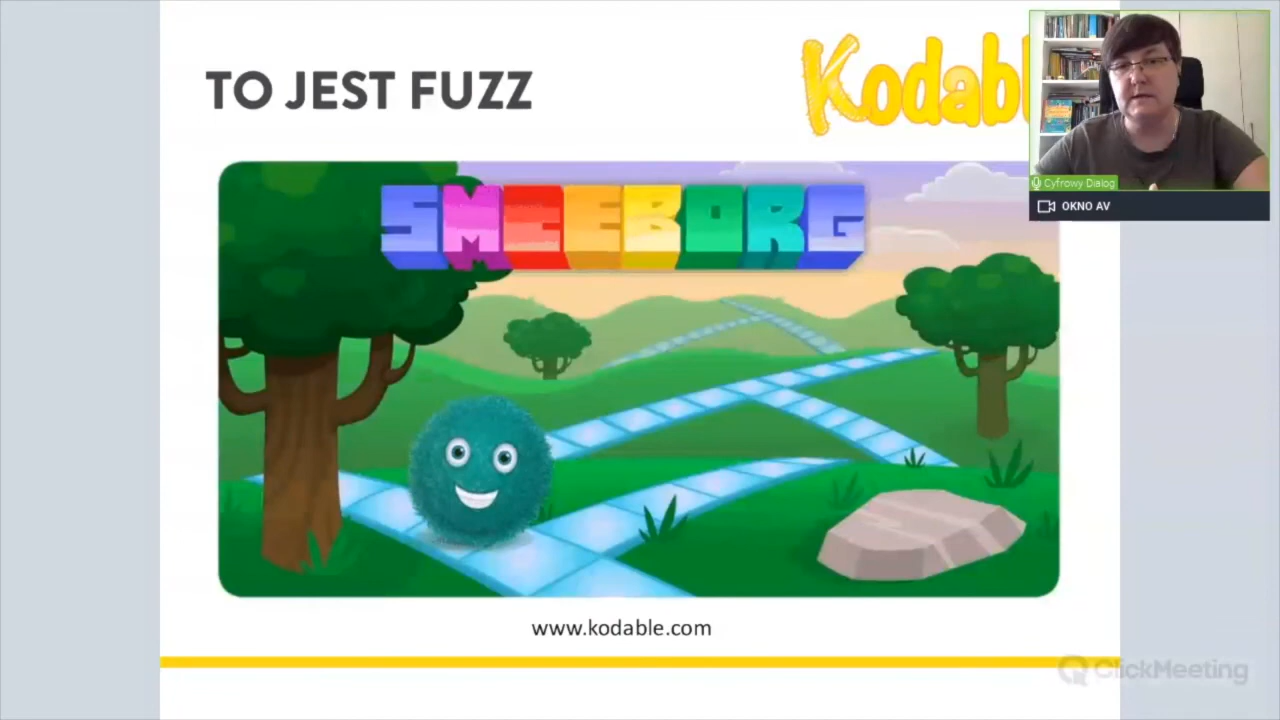 TO JEST FUZZ
Kodabl
SMEEBORG
www.kodable.com
Cyfrowy Dialog
OKNO AV
ClickMeeting